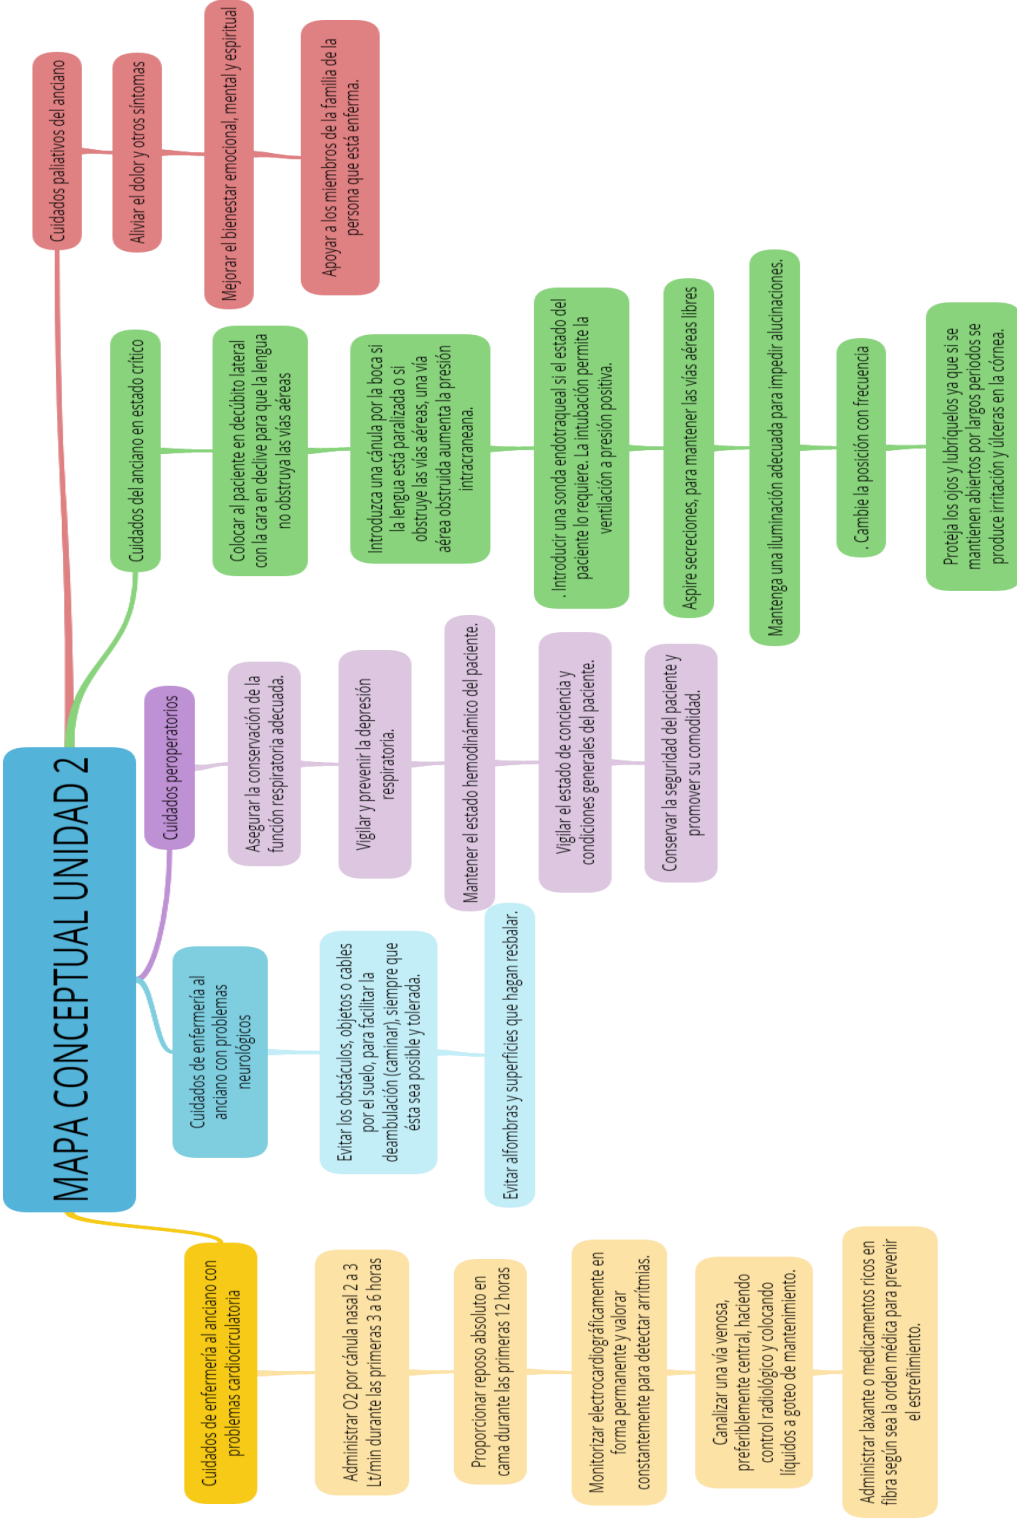 MAPA CONCEPTUAL UNIDAD 2
Cuidados de enfermería al anciano con
problemas cardiocirculatoria
Administrar O2 por cánula nasal 2 a 3
Lt/min durante las primeras 3 a 6 horas
Proporcionar reposo absoluto en
cama durante las primeras 12 horas
Monitorizar electrocardiográficamente en
forma permanente y valorar
constantemente para detectar arrítmias.
Canalizar una vía venosa,
preferiblemente central, haciendo
control radiológico y colocando
líquidos a goteo de mantenimiento.
Administrar laxante o medicamentos ricos en
fibra según sea la orden médica para prevenir
el estreñimiento.
Cuidados de enfermería al
anciano con problemas
neurológicos
Evitar los obstáculos, objetos o cables
por el suelo, para facilitar la
deambulación (caminar), siempre que
ésta sea posible y tolerada.
Evitar alfombras y superficies que hagan resbalar.
Cuidados peroperatorios
Asegurar la conservación de la
función respiratoria adecuada.
Vigilar y prevenir la depresión
respiratoria.
Mantener el estado hemodinámico del paciente.
Vigilar el estado de conciencia y
condiciones generales del paciente.
Conservar la seguridad del paciente y
promover su comodidad.
Cuidados del anciano en estado crítico
Colocar al paciente en decúbito lateral
con la cara en declive para que la lengua
no obstruya las vías aéreas
Introduzca una cánula por la boca si
la lengua está paralizada o si
obstruye las vías aéreas, una vía
aérea obstruida aumenta la presión
intracraneana.
. Introducir una sonda endotraqueal si el estado del
paciente lo requiere. La intubación permite la
ventilación a presión positiva.
Aspire secreciones, para mantener las vías aéreas libres
Mantenga una iluminación adecuada para impedir alucinaciones.
. Cambie la posición con frecuencia
Proteja los ojos y lubríquelos ya que si se
mantienen abiertos por largos periodos se
produce irritación y úlceras en la córnea.
Cuidados paliativos del anciano
Aliviar el dolor y otros síntomas
Mejorar el bienestar emocional, mental y espiritual
Apoyar a los miembros de la familia de la
persona que está enferma.